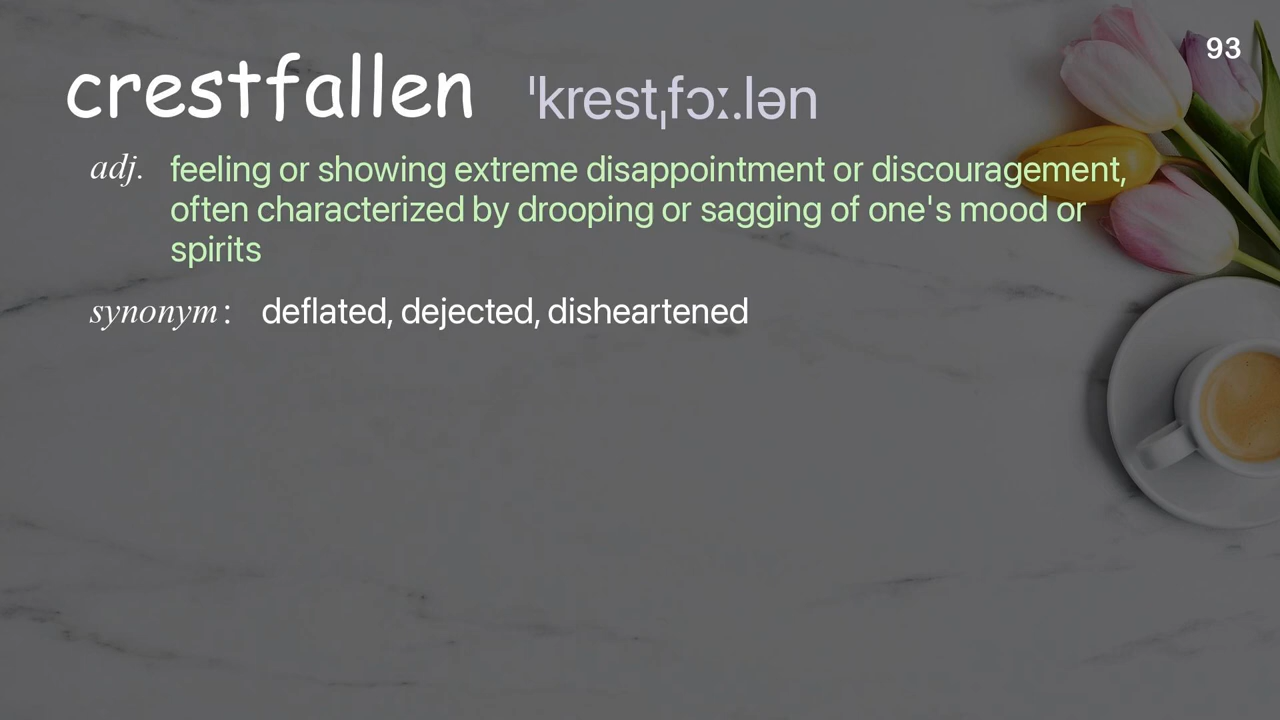 93
crestfallen ˈkrestˌfɔː.lən
adj. feeling or showing extreme disappointment or discouragement,
often characterized by drooping or sagging of one's mood or
spirits
synonym: deflated, dejected, disheartened